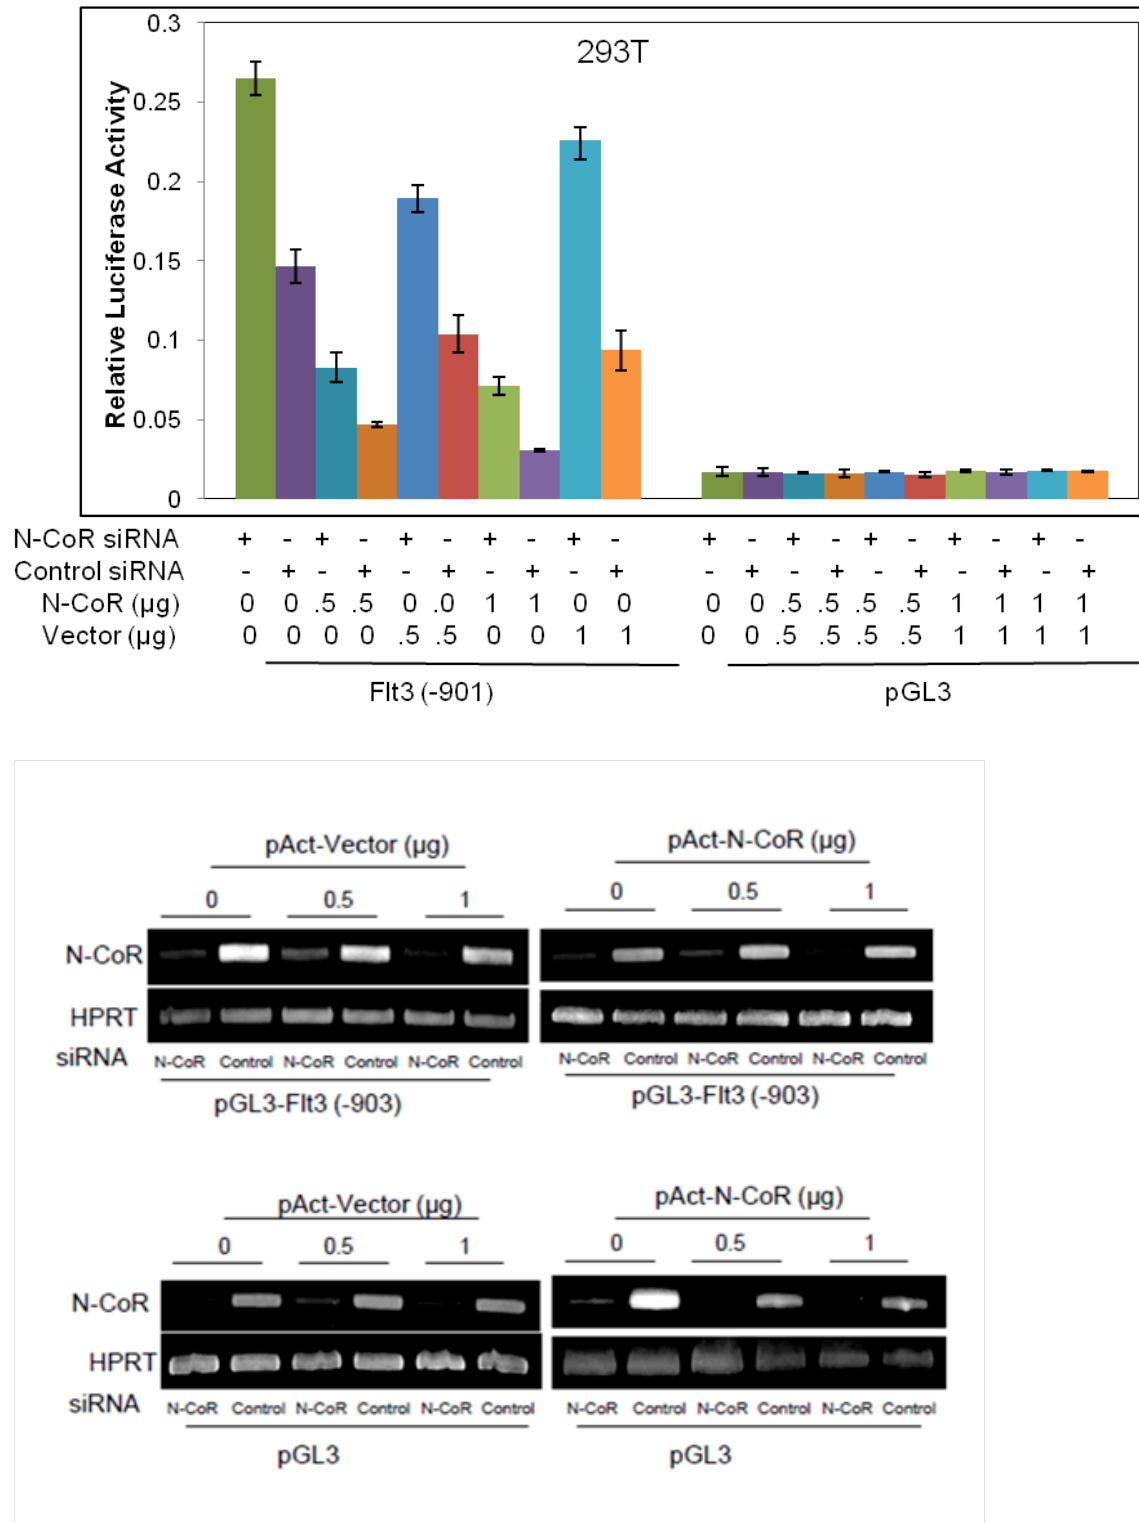 293T
Relative Luciferase Activity
0.3
0.25
0.2
0.15
0.1
0.05
0
N-CoR siRNA + - + - + - + - + - + - + - + - + - + -
Control siRNA - + - + - + - + - + - + - + - + - + - +
N-CoR (µg) 0 0 .5 .5 0 .0 1 1 0 0 0 0 .5 .5 .5 .5 1 1 1 1
Vector (µg) 0 0 0 0 .5 .5 0 0 1 1 0 0 .5 .5 .5 .5 1 1 1 1
Flt3 (-901) pGL3
pAct-Vector (µg) pAct-N-CoR (µg)
0 0.5 1 0 0.5 1
N-CoR
HPRT
siRNA N-CoR Control N-CoR Control N-CoR Control N-CoR Control N-CoR Control N-CoR Control
pGL3-Flt3 (-903) pGL3-Flt3 (-903)
pAct-Vector (µg) pAct-N-CoR (µg)
0 0.5 1 0 0.5 1
N-CoR
HPRT
siRNA N-CoR Control N-CoR Control N-CoR Control N-CoR Control N-CoR Control N-CoR Control
pGL3 pGL3